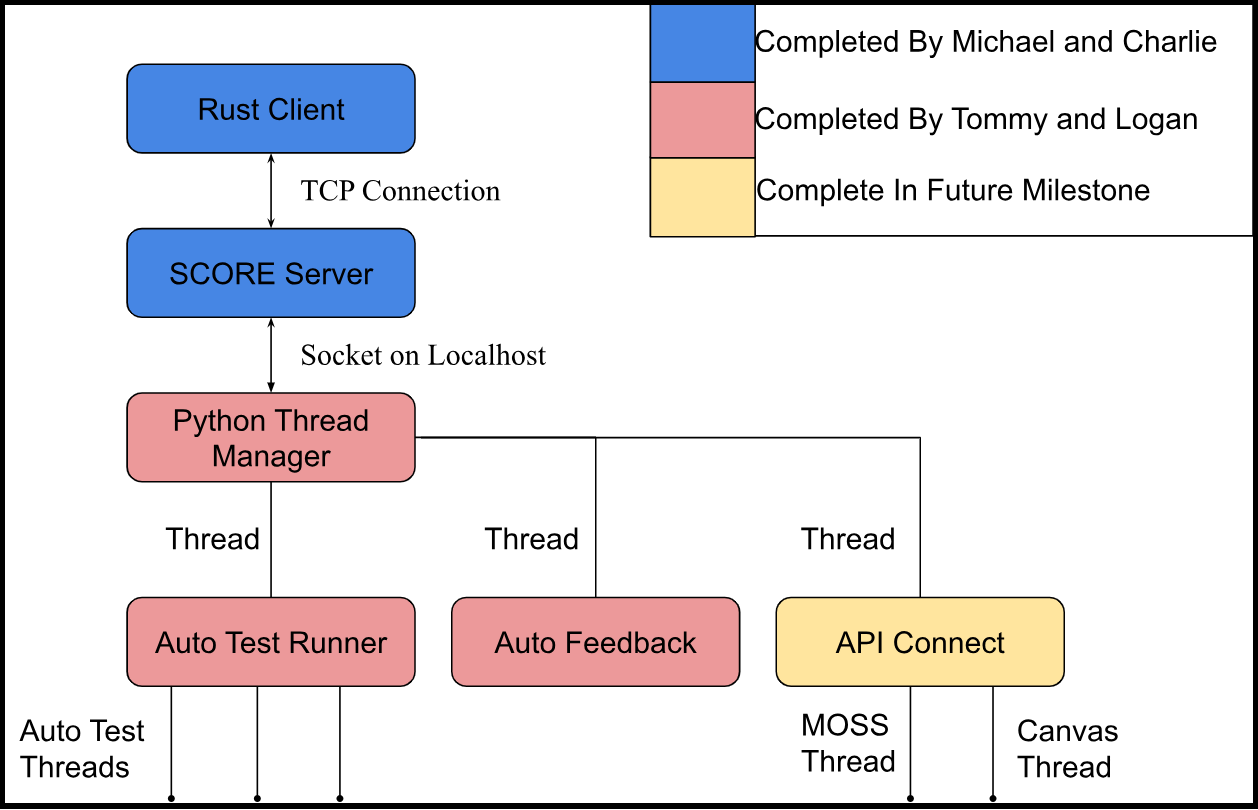 Completed By Michael and Charlie
Rust Client
Completed By Tommy and Logan
TCP Connection
Complete In Future Milestone
SCORE Server
Socket on Localhost
Python Thread
Manager
Thread
Thread
Thread
Auto Test Runner
Auto Feedback
API Connect
Auto Test
Threads
MOSS
Thread
Canvas
Thread